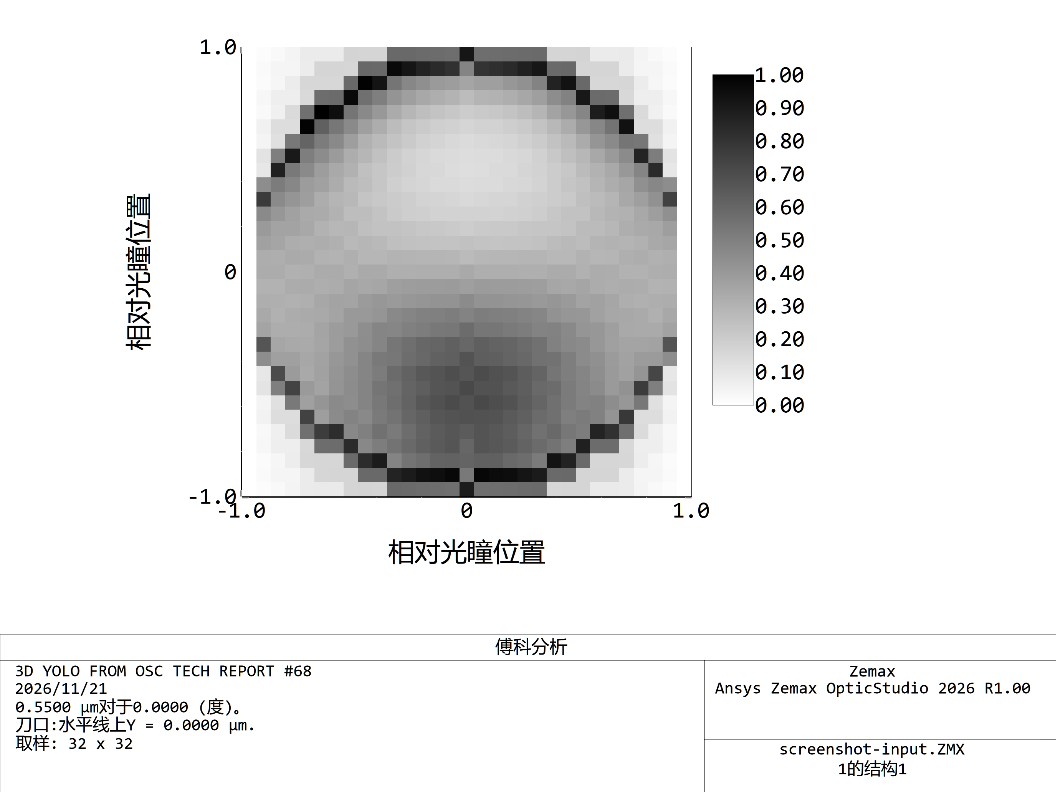 1.0
0
-1.0
相对光瞳位置
-1.0
0
1.0
相对光瞳位置
1.00
0.90
0.80
0.70
0.60
0.50
0.40
0.30
0.20
0.10
0.00
傅科分析
3D YOLO FROM OSC TECH REPORT #68
2026/11/21
0.5500 µm对于0.0000 (度)。
刀口:水平线上Y = 0.0000 µm.
取样: 32 x 32
Zemax
Ansys Zemax OpticStudio 2026 R1.00
screenshot-input.ZMX
1的结构1